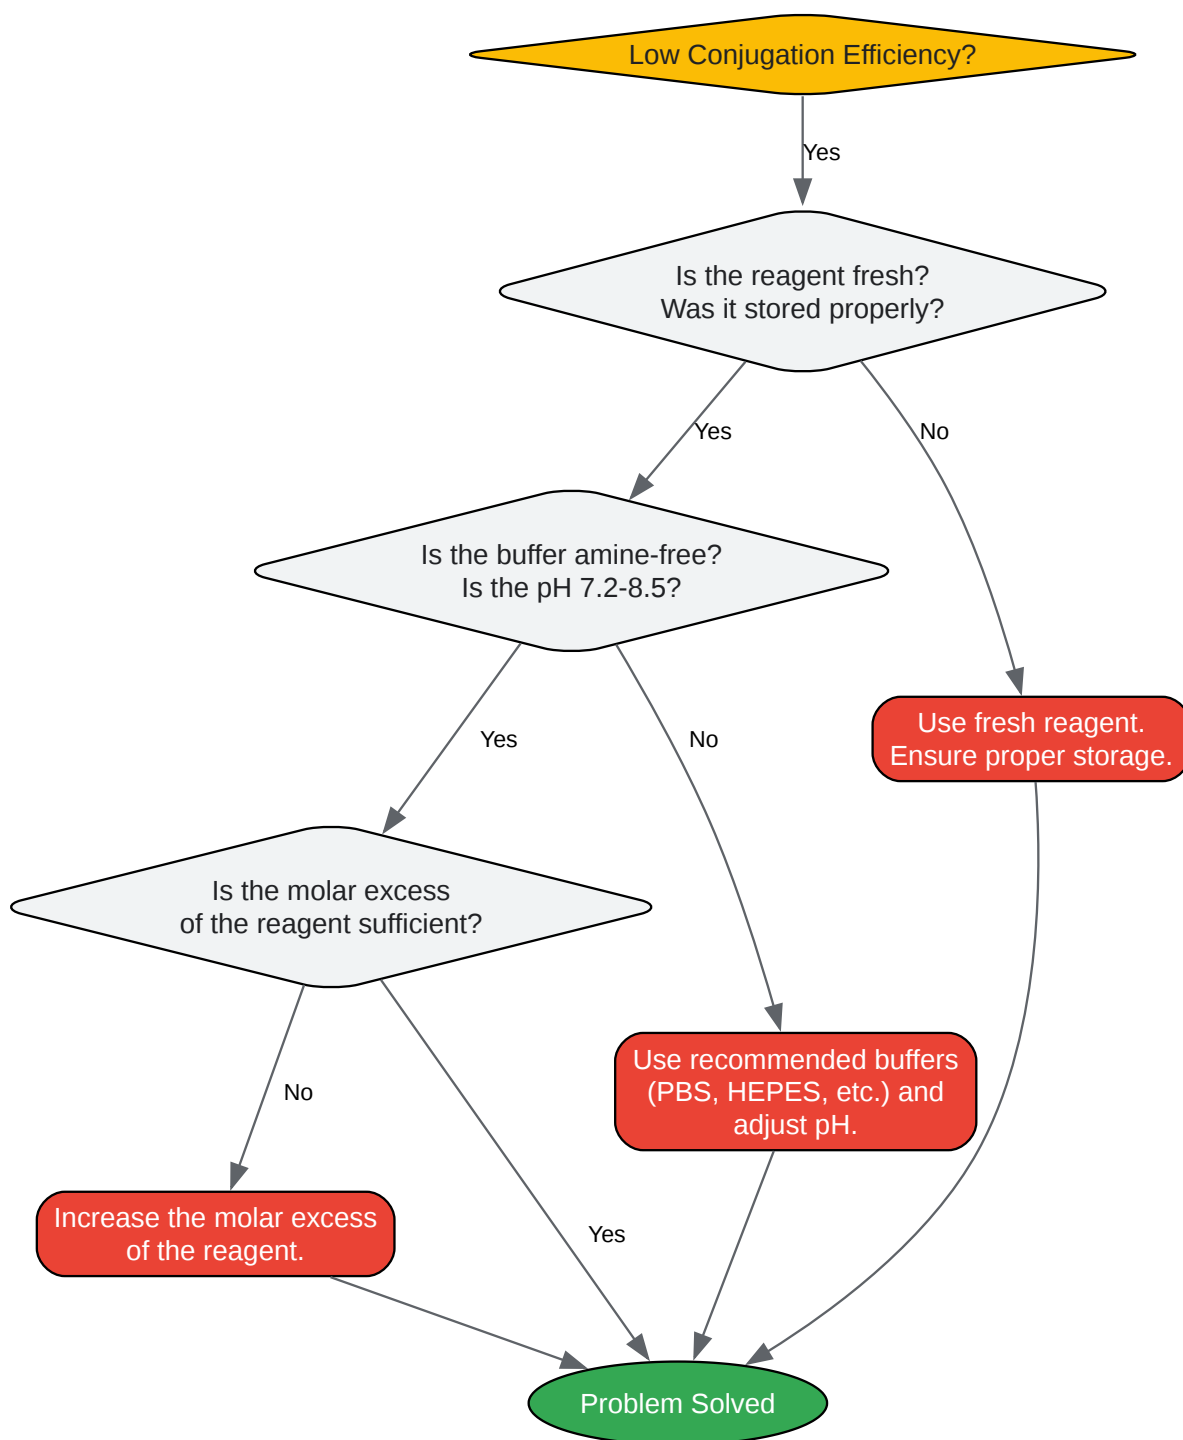 Low Conjugation Efficiency?
Yes
Is the reagent fresh?
Was it stored properly?
Yes
No
Is the buffer amine-free?
Is the pH 7.2-8.5?
Yes
No
Use fresh reagent.
Ensure proper storage.
Is the molar excess
of the reagent sufficient?
No
Yes
Use recommended buffers
(PBS, HEPES, etc.) and
adjust pH.
Increase the molar excess
of the reagent.
Problem Solved